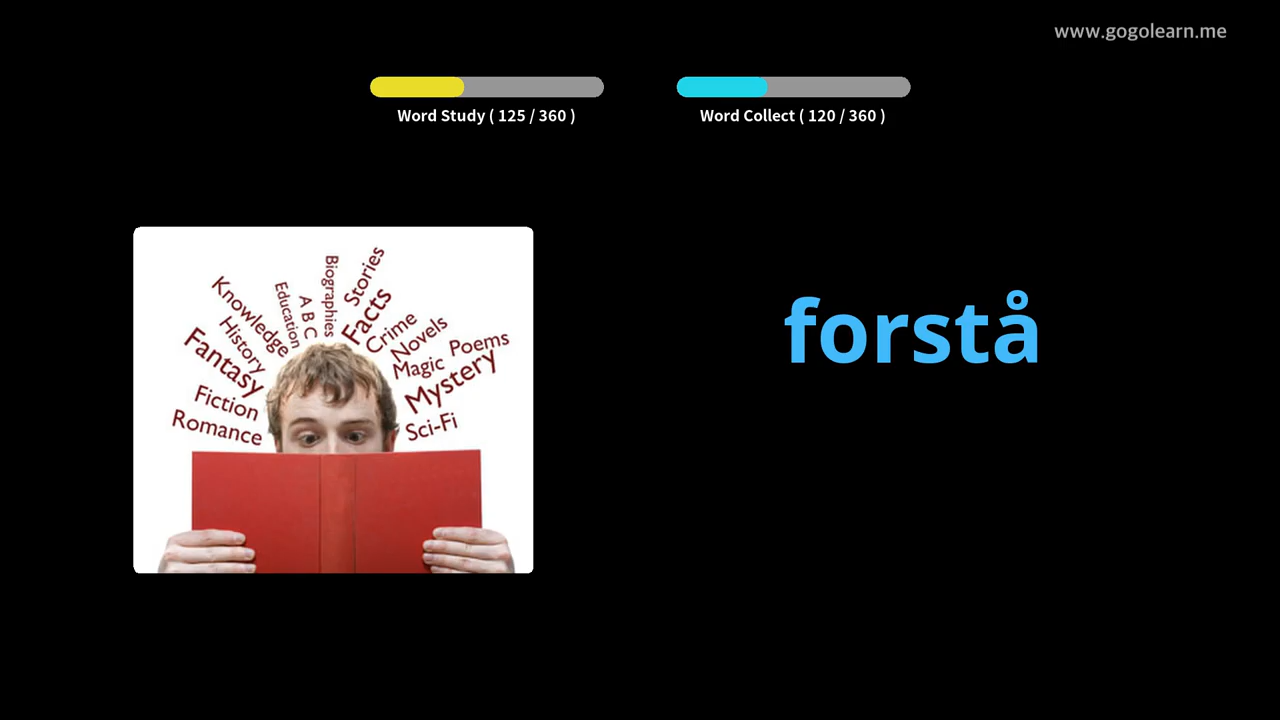 www.gogolearn.me
Word Study ( 125 / 360 )
Word Collect ( 120 / 360 )
Knowledge
History
Fantasy
Fiction
Romance
Education
A B C
Biographies
Stories
Facts
Crime
Novels
Poems
Magic
Mystery
Sci-Fi
forstå